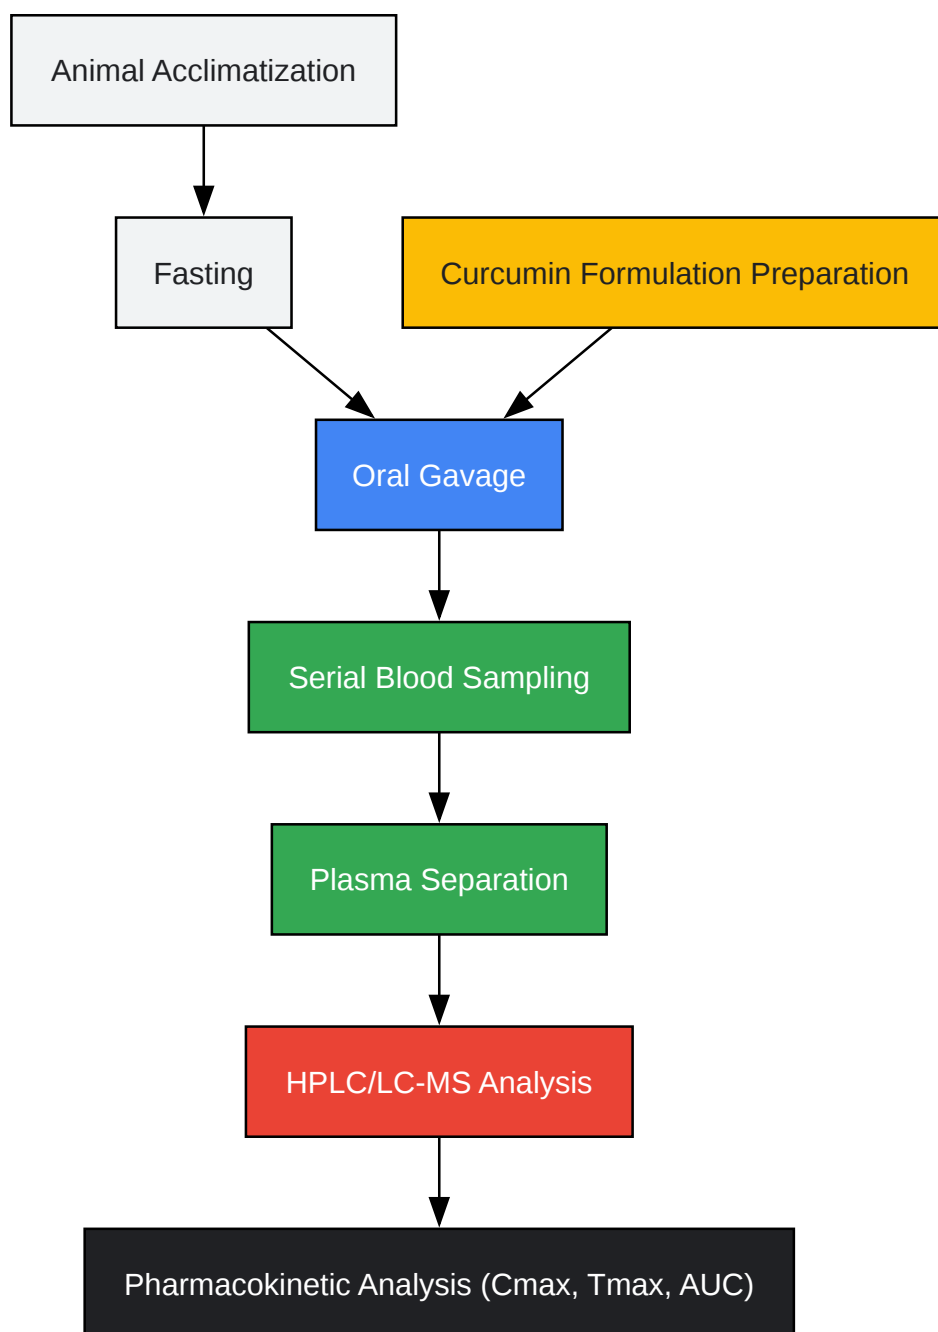 Animal Acclimatization
Fasting
Curcumin Formulation Preparation
Oral Gavage
Serial Blood Sampling
Plasma Separation
HPLC/LC-MS Analysis
Pharmacokinetic Analysis (Cmax, Tmax, AUC)